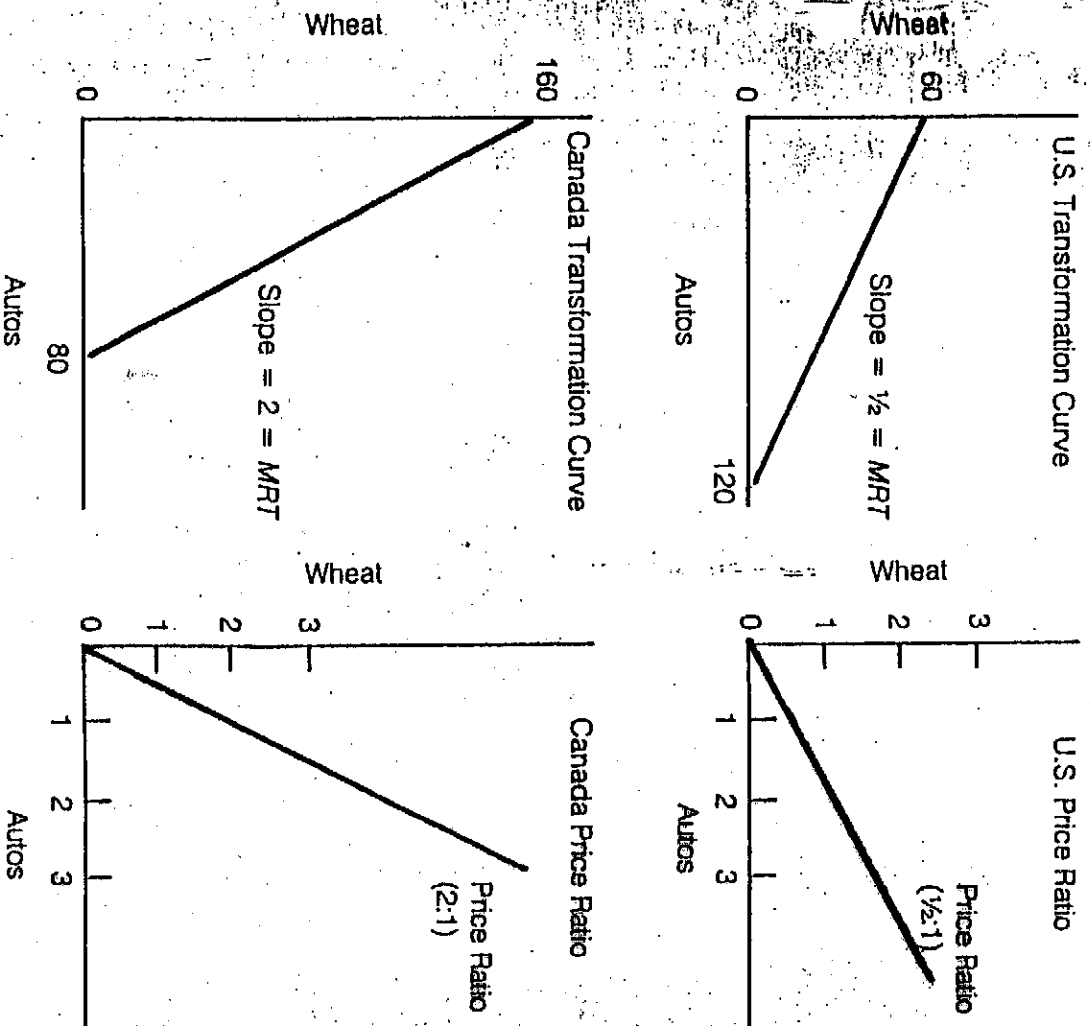 U.S. Transformation Curve
Wheat
60
0
Slope = ½ = MRT
120
Autos
U.S. Price Ratio
Wheat
3
2
1
0
Price Ratio
(½:1)
1
2
3
Autos
Canada Transformation Curve
Wheat
160
0
Slope = 2 = MRT
80
Autos
Canada Price Ratio
Wheat
3
2
1
0
Price Ratio
(2:1)
1
2
3
Autos